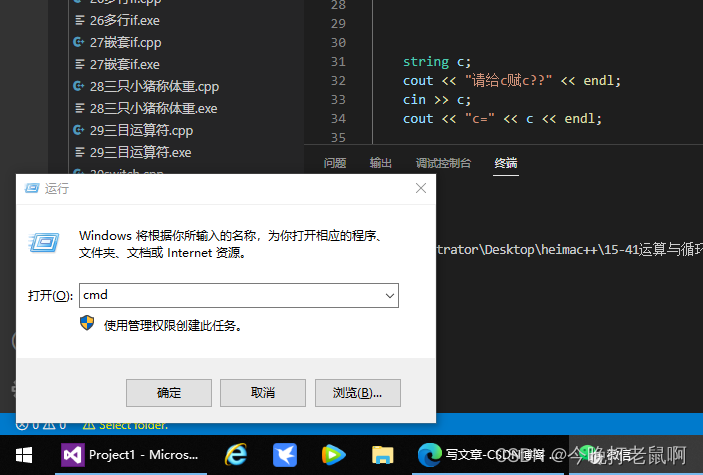 26多行if.cpp
26多行if.exe
27嵌套if.cpp
27嵌套if.exe
28三只小猪称体重.cpp
28三只小猪称体重.exe
29三目运算符.cpp
29三目运算符.exe
28
29
30
31 string c;
32 cout << "请给c赋c??" << endl;
33 cin >> c;
34 cout << "c=" << c << endl;
35
问题 输出 调试控制台 终端
trator\Desktop\heimac++\15-41运算与循环
运行
Windows 将根据你所输入的名称，为你打开相应的程序、
文件夹、文档或 Internet 资源。
打开(O): cmd
使用管理权限创建此任务。
确定 取消 浏览(B)...
0 0 Select folder.
Project1 - Micros...
写文章-CSDN博客 ...
微信
CSDN @今晚打老鼠啊